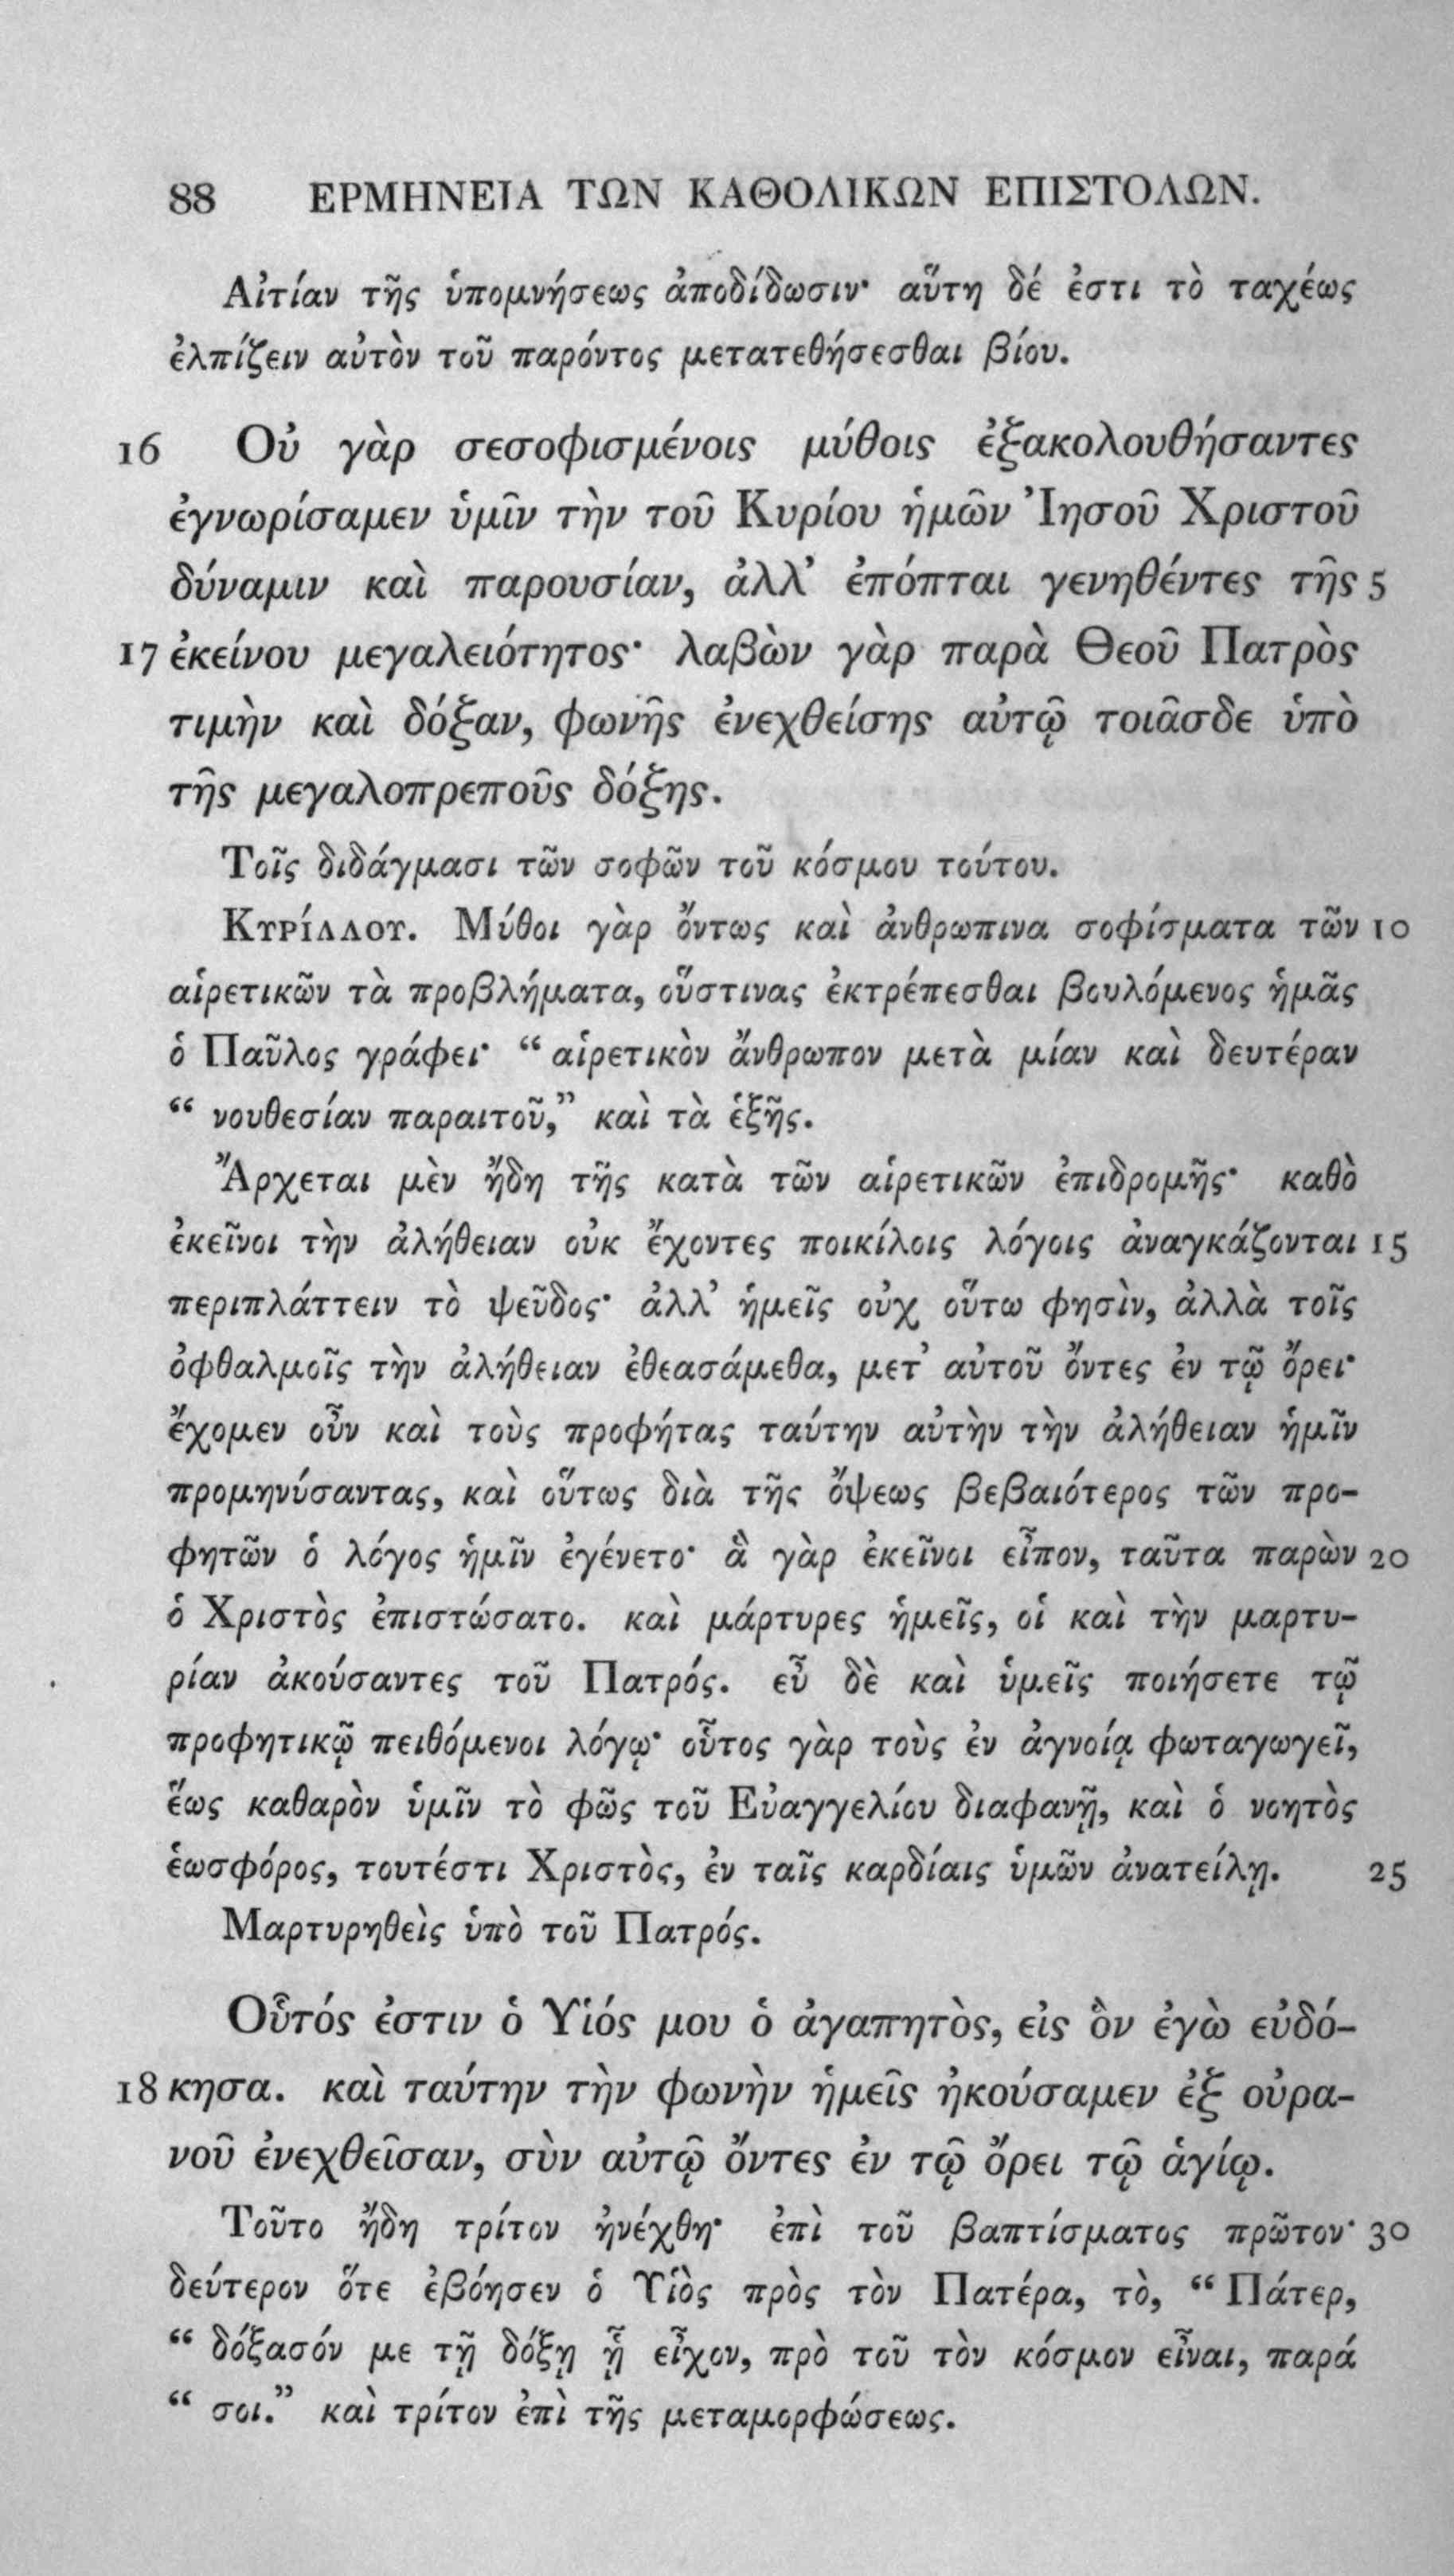 88 ΕΡΜΗΝΕΙΑ ΤΩΝ ΚΑΘΟΛΙΚΩΝ ΕΠΙΣΤΟΛΩΝ.
Αἰτίαν τῆς ὑπομνήσεως ἀποδίδωσιν· αὕτη δέ ἐστι τὸ ταχέως
ἐλπίζειν αὐτὸν τοῦ παρόντος μετατεθήσεσθαι βίου.
16 Οὐ γὰρ σεσοφισμένοις μύθοις ἐξακολουθήσαντες
ἐγνωρίσαμεν ὑμῖν τὴν τοῦ Κυρίου ἡμῶν Ἰησοῦ Χριστοῦ
δύναμιν καὶ παρουσίαν, ἀλλ’ ἐπόπται γενηθέντες τῆς 5
17 ἐκείνου μεγαλειότητος· λαβὼν γὰρ παρὰ Θεοῦ Πατρὸς
τιμὴν καὶ δόξαν, φωνῆς ἐνεχθείσης αὐτῷ τοιᾶσδε ὑπὸ
τῆς μεγαλοπρεποῦς δόξης.
Τοῖς διδάγμασι τῶν σοφῶν τοῦ κόσμου τούτου.
ΚΥΡίΛΛΟΥ. Μύθοι γὰρ ὄντως καὶ ἀνθρωπινα σοφίσματα τῶν 10
αἱρετικῶν τὰ προβλήματα, οὕστινας ἐκτρέπεσθαι βουλόμενος ἡμᾶς
ὁ Παῦλος γράφει· “ αἱρετικὸν ἄνθρωπον μετὰ μίαν καὶ δευτέραν
“ νουθεσίαν παραιτοῦ,” καὶ τὰ ἑξῆς.
Ἄρχεται μὲν ἤδη τῆς κατὰ τῶν αἱρετικῶν ἐπιδρομῆς· καθὸ
ἐκεῖνοι τὴν ἀλήθειαν οὐκ ἔχοντες ποικίλοις λόγοις ἀναγκάζονται 15
περιπλάττειν τὸ ψεῦδος· ἀλλ’ ἡμεῖς οὐχ οὕτω φησὶν, ἀλλὰ τοῖς
ὀφθαλμοῖς τὴν ἀλήθειαν ἐθεασάμεθα, μετ’ αὐτοῦ ὄντες ἐν τῷ ὄρει·
ἔχομεν οὖν καὶ τοὺς προφήτας ταύτην αὐτὴν τὴν ἀλήθειαν ἡμῖν
προμηνύσαντας, καὶ οὕτως διὰ τῆς ὄψεως βεβαιότερος τῶν προ-
φητῶν ὁ λόγος ἡμῖν ἐγένετο· ἃ γὰρ ἐκεῖνοι εἶπον, ταῦτα παρὼν 20
ὁ Χριστὸς ἐπιστώσατο. καὶ μάρτυρες ἡμεῖς, οἱ καὶ τὴν μαρτυ-
ρίαν ἀκούσαντες τοῦ Πατρός. εὖ δὲ καὶ ὑμεῖς ποιήσετε τῷ
προφητικῷ πειθόμενοι λόγῳ· οὗτος γὰρ τοὺς ἐν ἀγνοίᾳ φωταγωγεῖ,
ἕως καθαρὸν ὑμῖν τὸ φῶς τοῦ Εὐαγγελίου διαφανῇ, καὶ ὁ νοητὸς
ἑωσφόρος, τουτέστι Χριστὸς, ἐν ταῖς καρδίαις ὑμῶν ἀνατείλῃ. 25
Μαρτυρηθεὶς ὑπὸ τοῦ Πατρός.
Οὗτός ἐστιν ὁ Υἱός μου ὁ ἀγαπητὸς, εἰς ὃν ἐγὼ εὐδό-
18 κησα. καὶ ταύτην τὴν φωνὴν ἡμεῖς ἠκούσαμεν ἐξ οὐρα-
νοῦ ἐνεχθεῖσαν, σὺν αὐτῷ ὄντες ἐν τῷ ὄρει τῷ ἁγίῳ.
Τοῦτο ἤδη τρίτον ἠνέχθη· ἐπὶ τοῦ βαπτίσματος πρῶτον· 30
δεύτερον ὅτε ἐβόησεν ὁ Υἱὸς πρὸς τὸν Πατέρα, τὸ, “ Πάτερ,
“ δόξασόν με τῇ δόξῃ ᾗ εἶχον, πρὸ τοῦ τὸν κόσμον εἶναι, παρά
“ σοι.” καὶ τρίτον ἐπὶ τῆς μεταμορφώσεως.